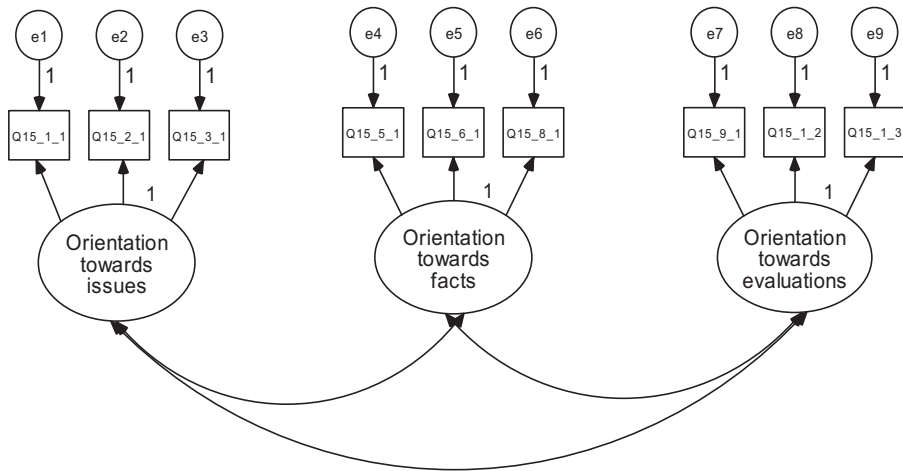 e1 e2 e3 e4 e5 e6 e7 e8 e9
1 1 1 1 1 1 1 1 1
Q15_1_1 Q15_2_1 Q15_3_1 Q15_5_1 Q15_6_1 Q15_8_1 Q15_9_1 Q15_1_2 Q15_1_3
1 1 1
Orientation
towards
issues
Orientation
towards
facts
Orientation
towards
evaluations